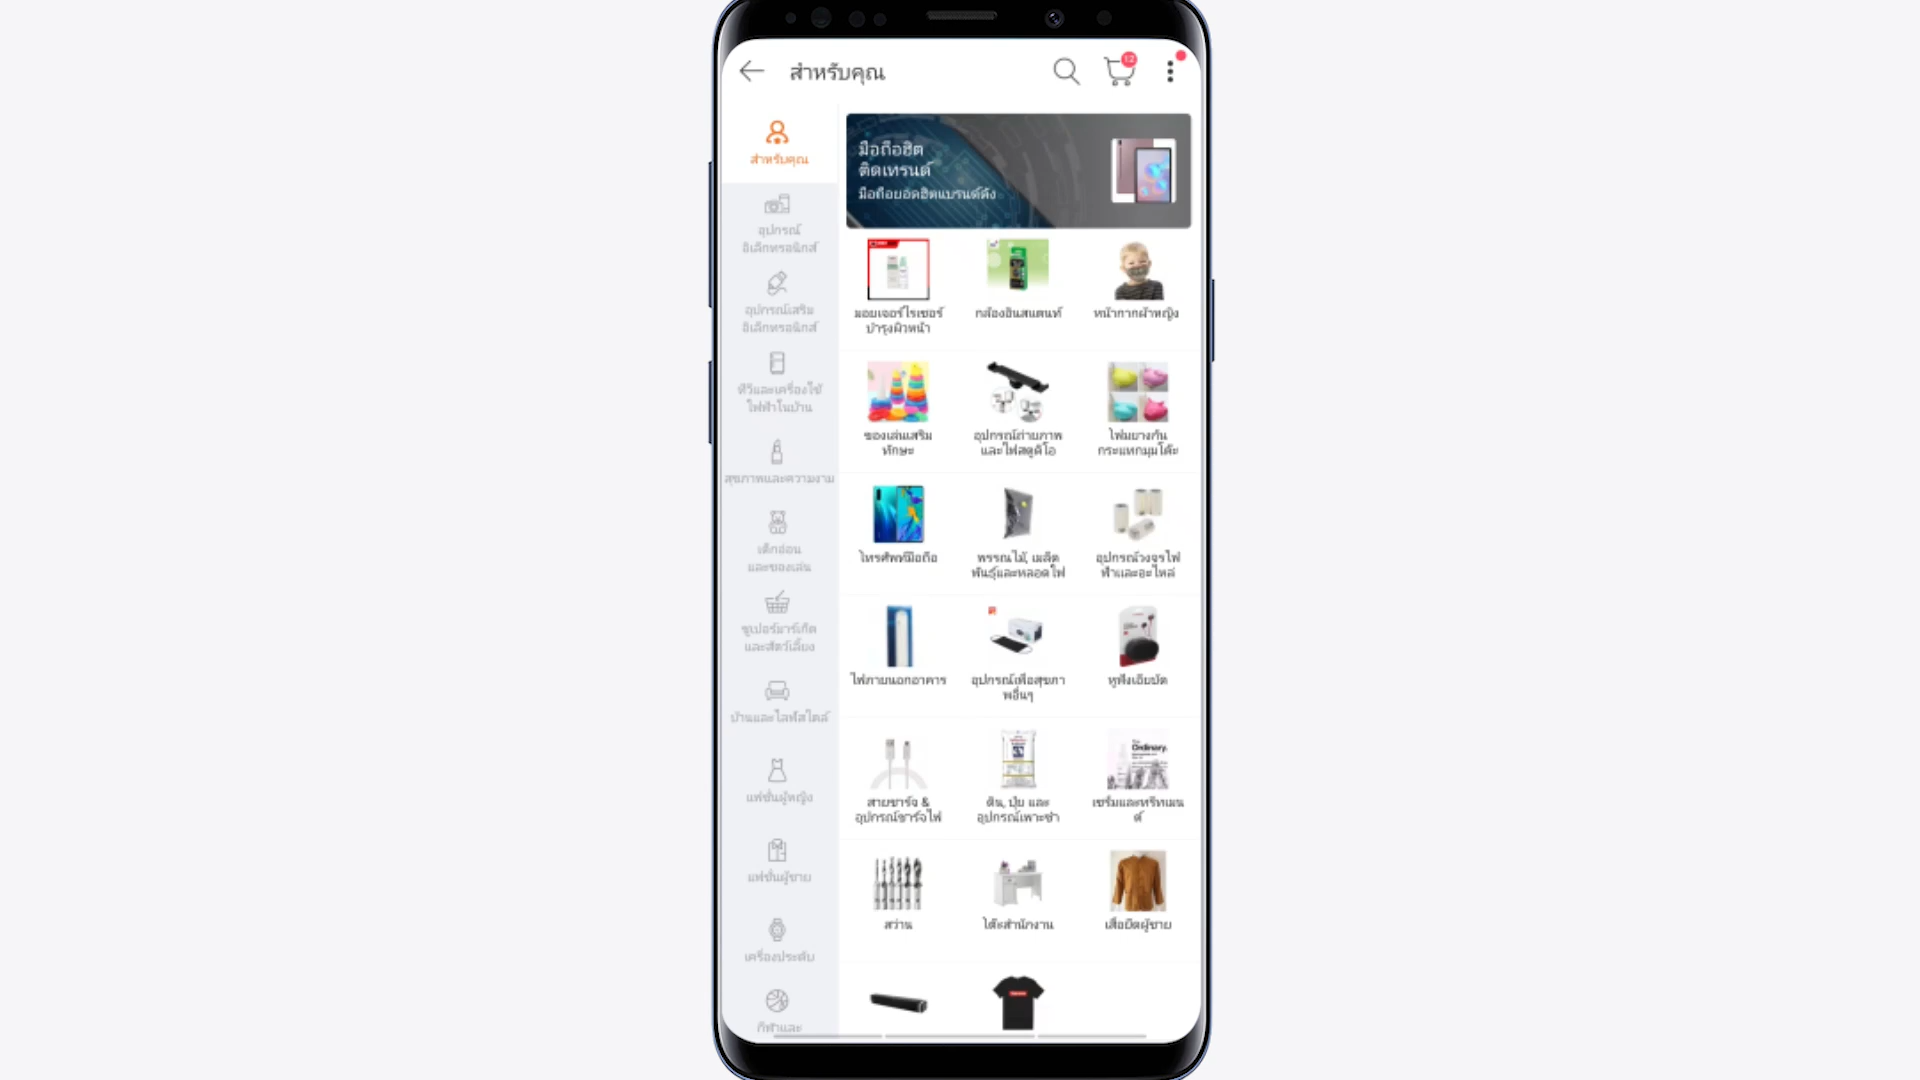 สำหรับคุณ
12
สำหรับคุณ
อุปกรณ์
อิเล็กทรอนิกส์
อุปกรณ์เสริม
อิเล็กทรอนิกส์
ทีวีและเครื่องใช้
ไฟฟ้าในบ้าน
สุขภาพและความงาม
เด็กอ่อน
และของเล่น
ซูเปอร์มาร์เก็ต
และสัตว์เลี้ยง
บ้านและไลฟ์สไตล์
แฟชั่นผู้หญิง
แฟชั่นผู้ชาย
เครื่องประดับ
กีฬาและ
มือถือฮิต
ติดเทรนด์
มือถือยอดฮิตแบรนด์ดัง
มอยเจอร์ไรเซอร์
บำรุงผิวหน้า
กล้องอินสแตนท์
หน้ากากผ้าหญิง
ของเล่นเสริม
ทักษะ
อุปกรณ์ถ่ายภาพ
และไฟสตูดิโอ
โฟมยางกัน
กระแทกมุมโต๊ะ
โทรศัพท์มือถือ
พรรณไม้, เมล็ด
พันธุ์และหลอดไฟ
อุปกรณ์วงจรไฟ
ฟ้าและอะไหล่
ไฟภายนอกอาคาร
อุปกรณ์เพื่อสุขภา
พอื่นๆ
หูฟังเอียบัด
สายชาร์จ &
อุปกรณ์ชาร์จไฟ
ดิน, ปุ๋ย และ
อุปกรณ์เพาะชำ
Ordinary.
เซรั่มและทรีทเมน
ต์
สว่าน
โต๊ะสำนักงาน
เสื้อยืดผู้ชาย